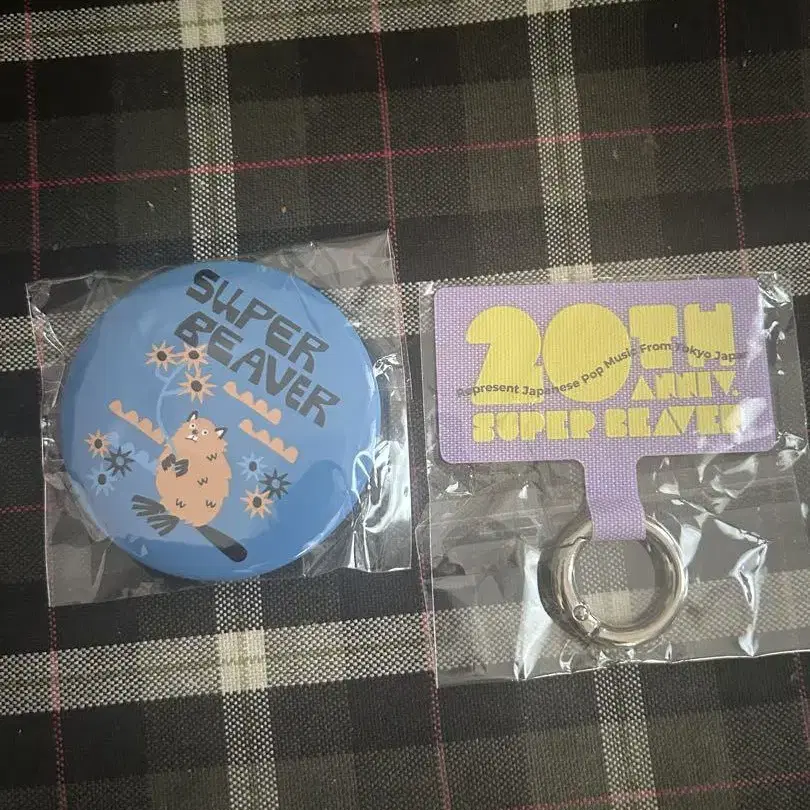 SUPER
BEAVER
20TH
Represent Japanese Pop Music From Tokyo Japan
ANNIV.
SUPER BEAVER